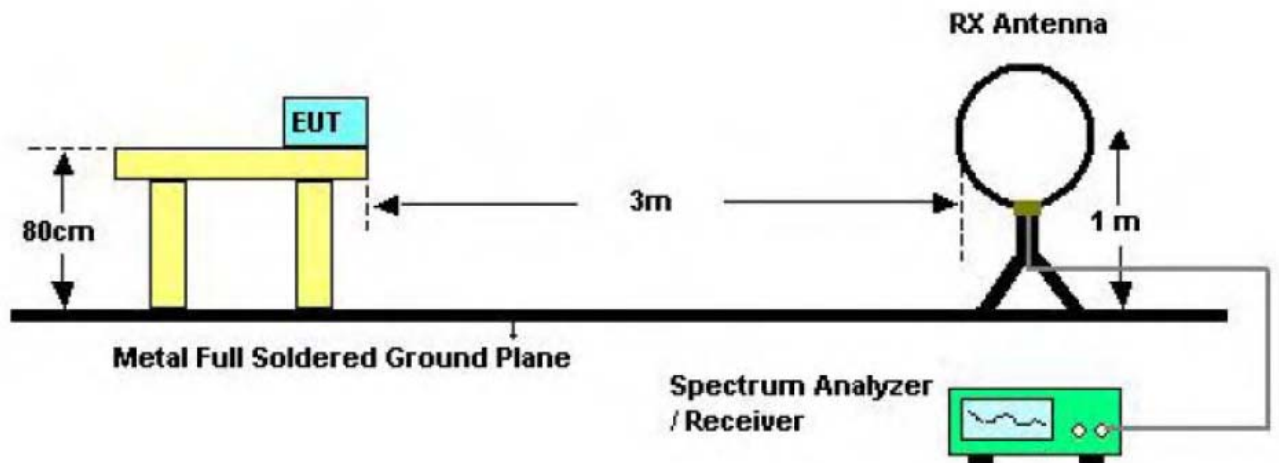 RX Antenna
EUT
3m
80cm
1 m
Metal Full Soldered Ground Plane
Spectrum Analyzer
/ Receiver